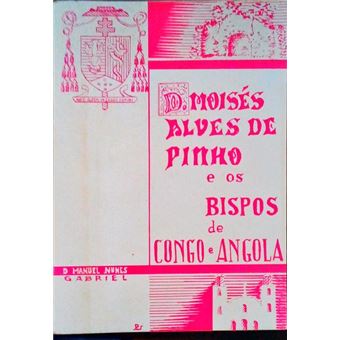 D. MOISÉS
ALVES DE
PINHO
e os
BISPOS
de
CONGO e ANGOLA
D MANUEL NUNES
GABRIEL